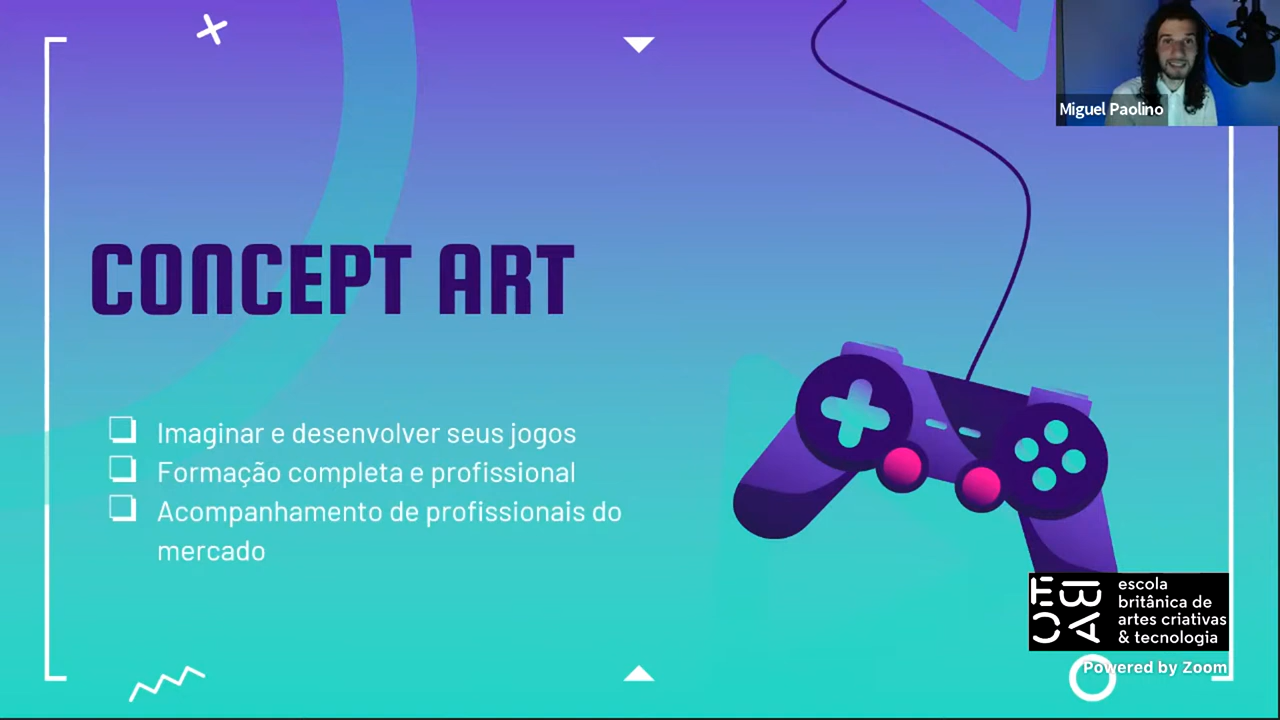 Miguel Paolino
CONCEPT ART
Imaginar e desenvolver seus jogos
Formação completa e profissional
Acompanhamento de profissionais do
mercado
EBAC
escola
britânica de
artes criativas
& tecnologia
Powered by Zoom